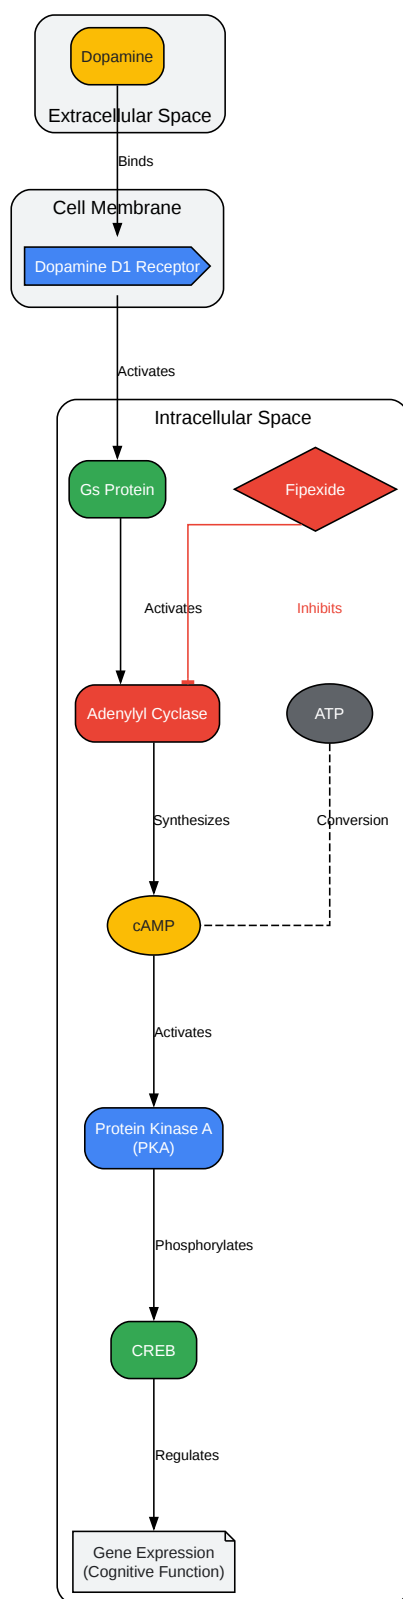 Dopamine
Extracellular Space
Binds
Cell Membrane
Dopamine D1 Receptor
Activates
Intracellular Space
Gs Protein
Fipexide
Activates
Inhibits
Adenylyl Cyclase
ATP
Synthesizes
Conversion
cAMP
Activates
Protein Kinase A
(PKA)
Phosphorylates
CREB
Regulates
Gene Expression
(Cognitive Function)